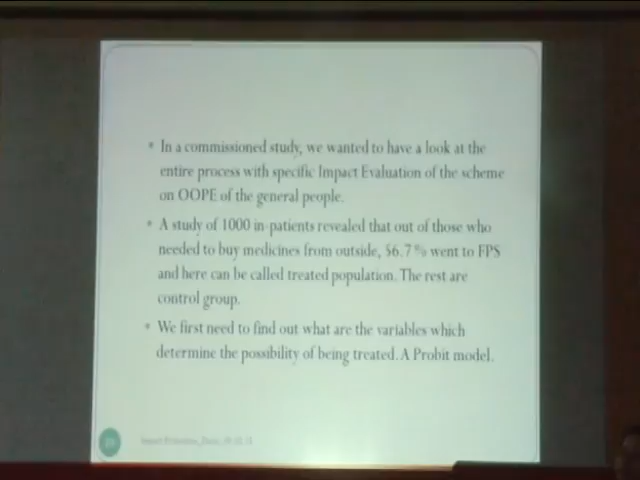 • In a commissioned study, we wanted to have a look at the
entire process with specific Impact Evaluation of the scheme
on OOPE of the general people.
• A study of 1000 in-patients revealed that out of those who
needed to buy medicines from outside, 56.7% went to FPS
and here can be called treated population. The rest are
control group.
• We first need to find out what are the variables which
determine the possibility of being treated. A Probit model.